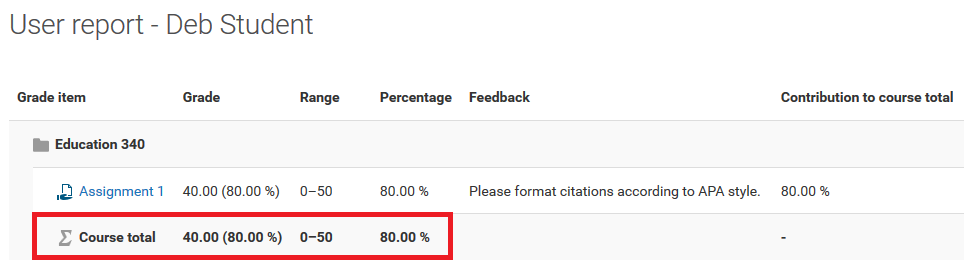 User report - Deb Student
Grade item Grade Range Percentage Feedback Contribution to course total
Education 340
Assignment 1 40.00 (80.00 %) 0–50 80.00 % Please format citations according to APA style. 80.00 %
Course total 40.00 (80.00 %) 0–50 80.00 % -